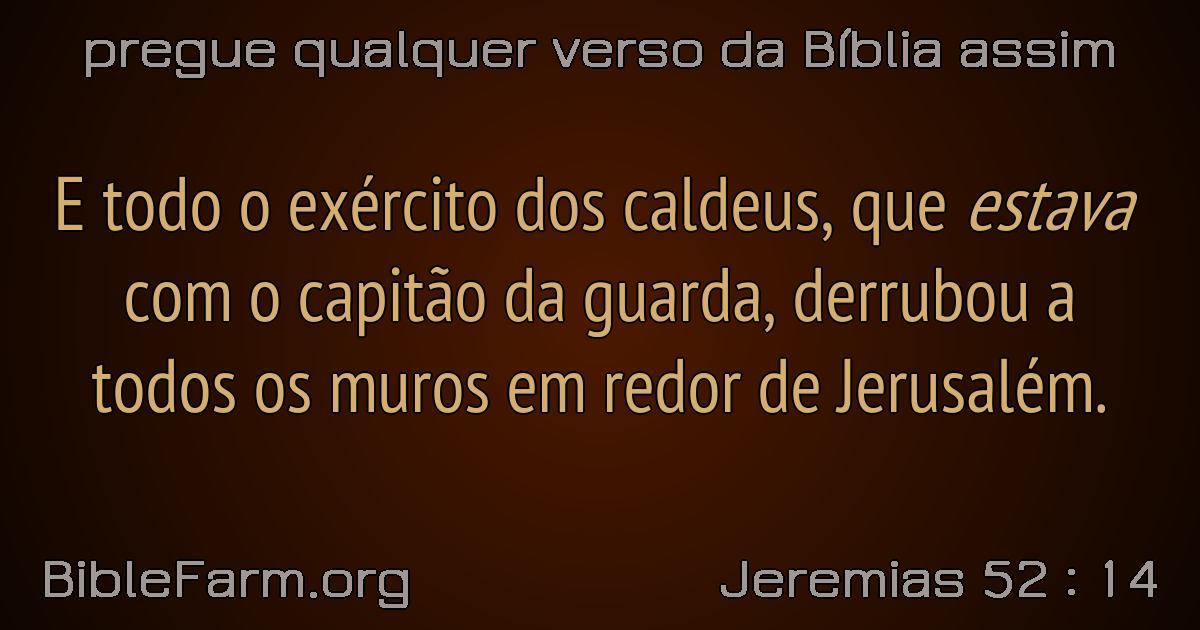 pregue qualquer verso da Bíblia assim
E todo o exército dos caldeus, que estava
com o capitão da guarda, derrubou a
todos os muros em redor de Jerusalém.
BibleFarm.org
Jeremias 52 : 14